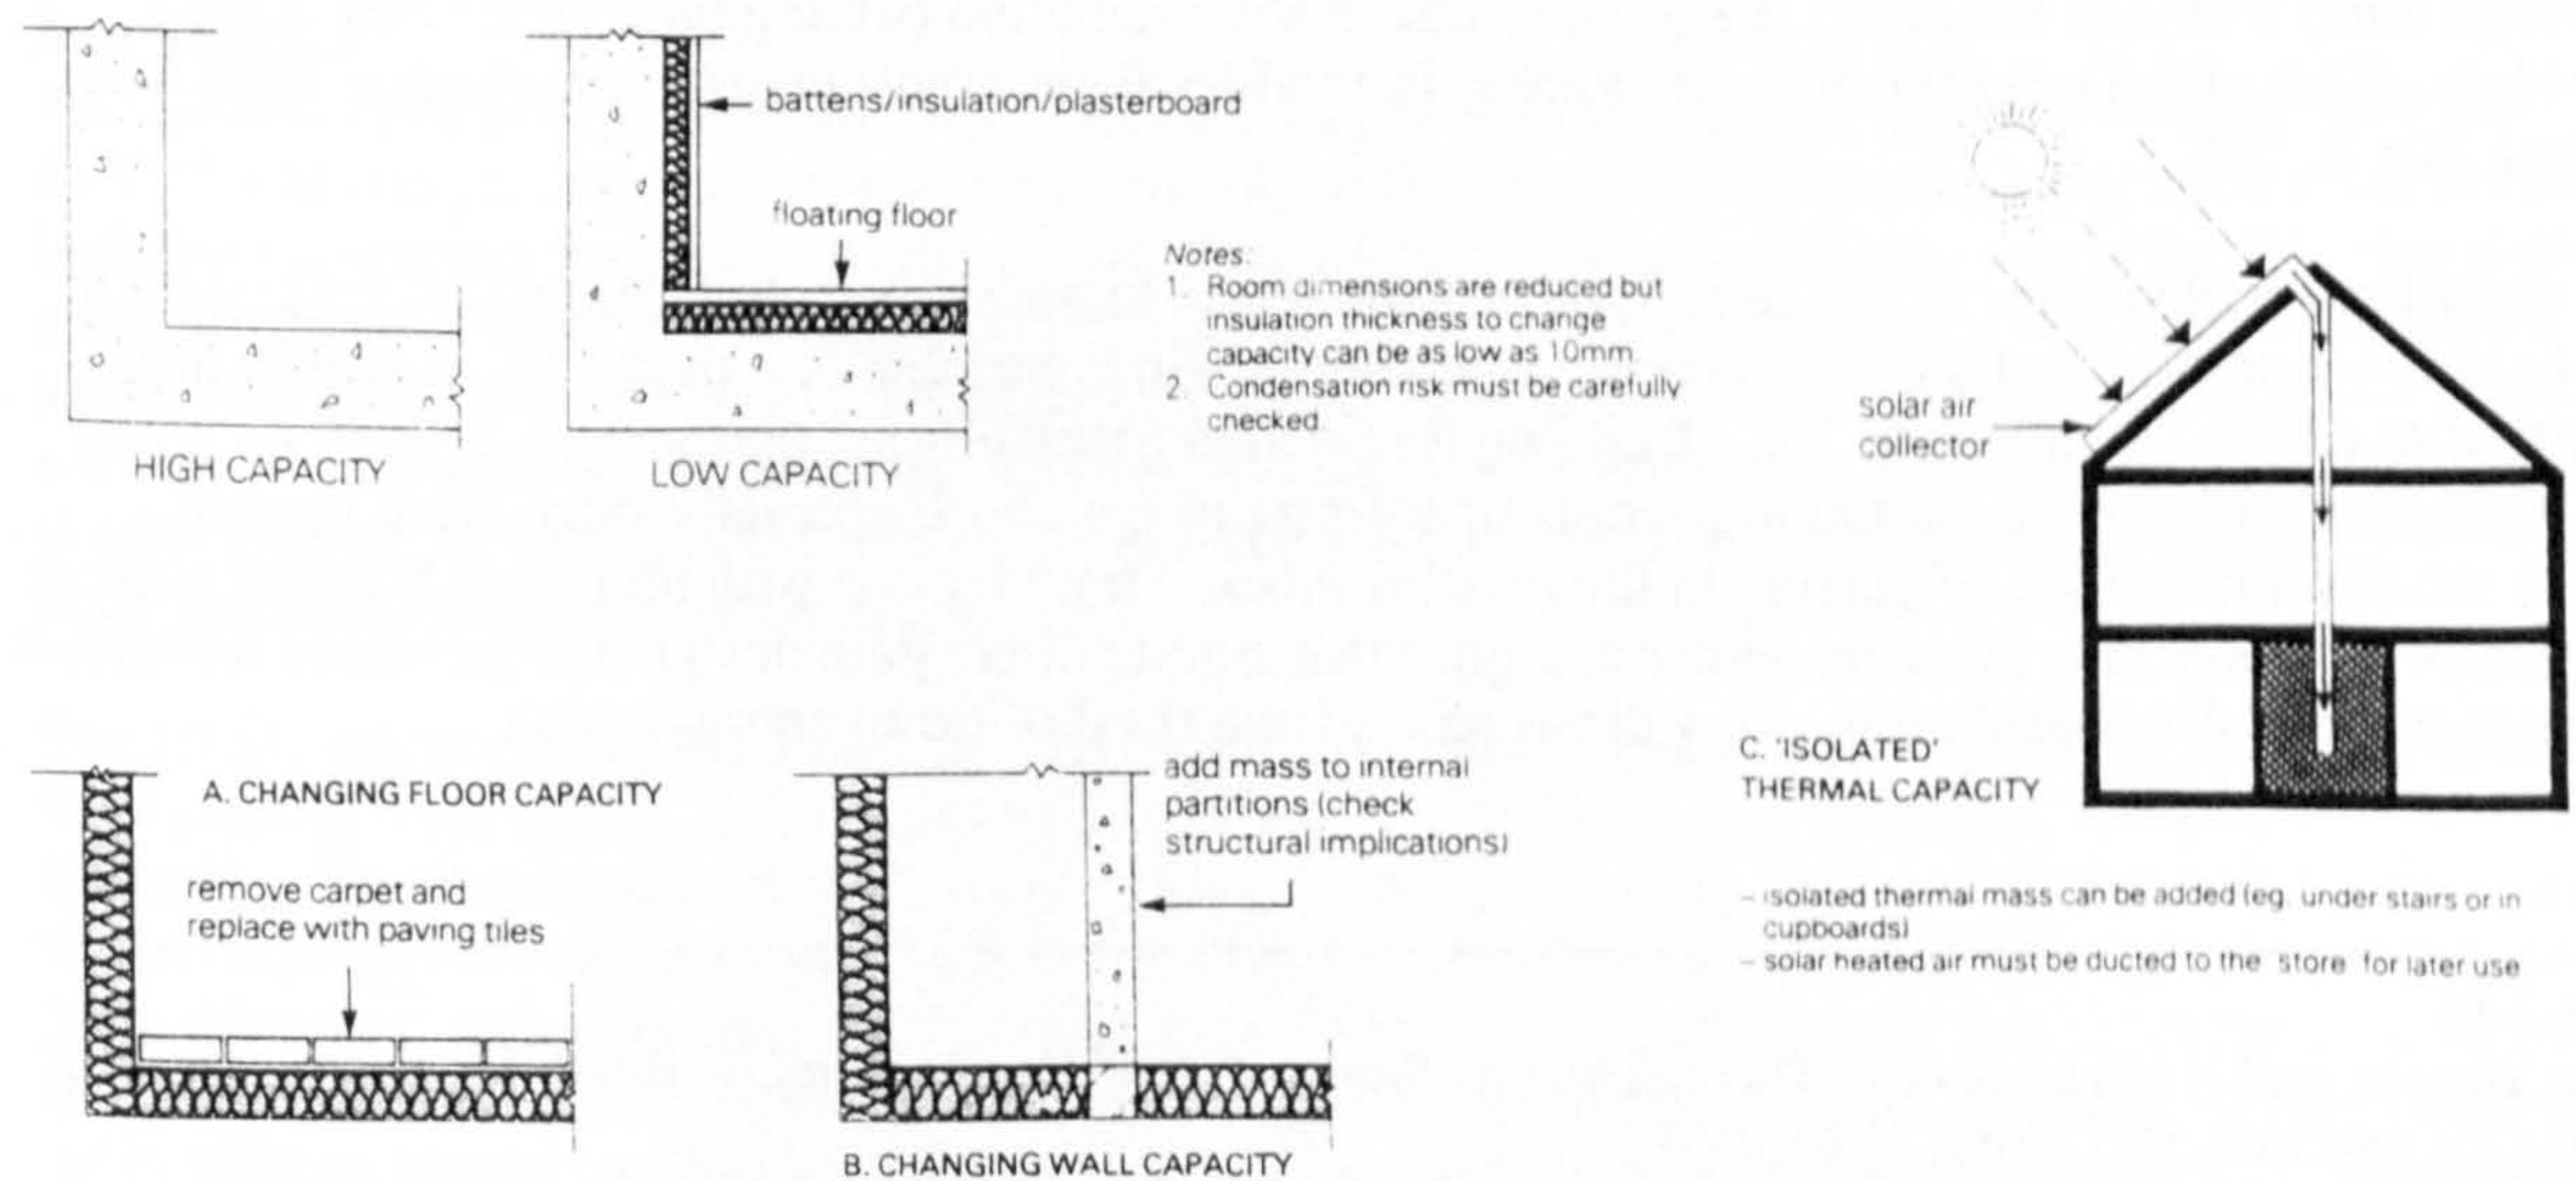 battens/insulation/plasterboard
floating floor
HIGH CAPACITY
LOW CAPACITY
Notes:
1. Room dimensions are reduced but
insulation thickness to change
capacity can be as low as 10mm.
2. Condensation risk must be carefully
checked
solar air
collector
A. CHANGING FLOOR CAPACITY
remove carpet and
replace with paving tiles
add mass to internal
partitions (check
structural implications)
B. CHANGING WALL CAPACITY
C. 'ISOLATED'
THERMAL CAPACITY
– isolated thermal mass can be added (eg. under stairs or in
cupboards)
– solar heated air must be ducted to the store for later use